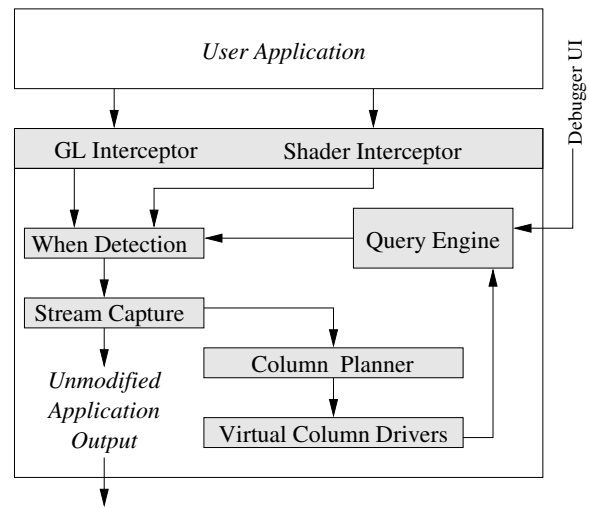 User Application
Debugger UI
GL Interceptor
Shader Interceptor
When Detection
Query Engine
Stream Capture
Column Planner
Unmodified
Application
Output
Virtual Column Drivers